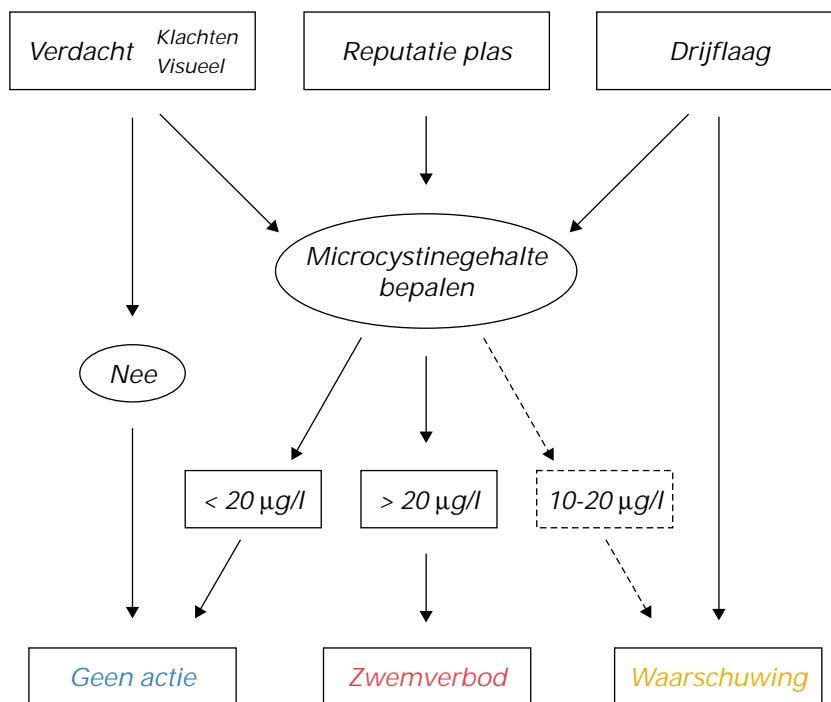 Verdacht
Klachten
Visueel
Reputatie plas
Drijflaag
Microcystinegehalte
bepalen
Nee
< 20 µg/l
> 20 µg/l
10-20 µg/l
Geen actie
Zwemverbod
Waarschuwing